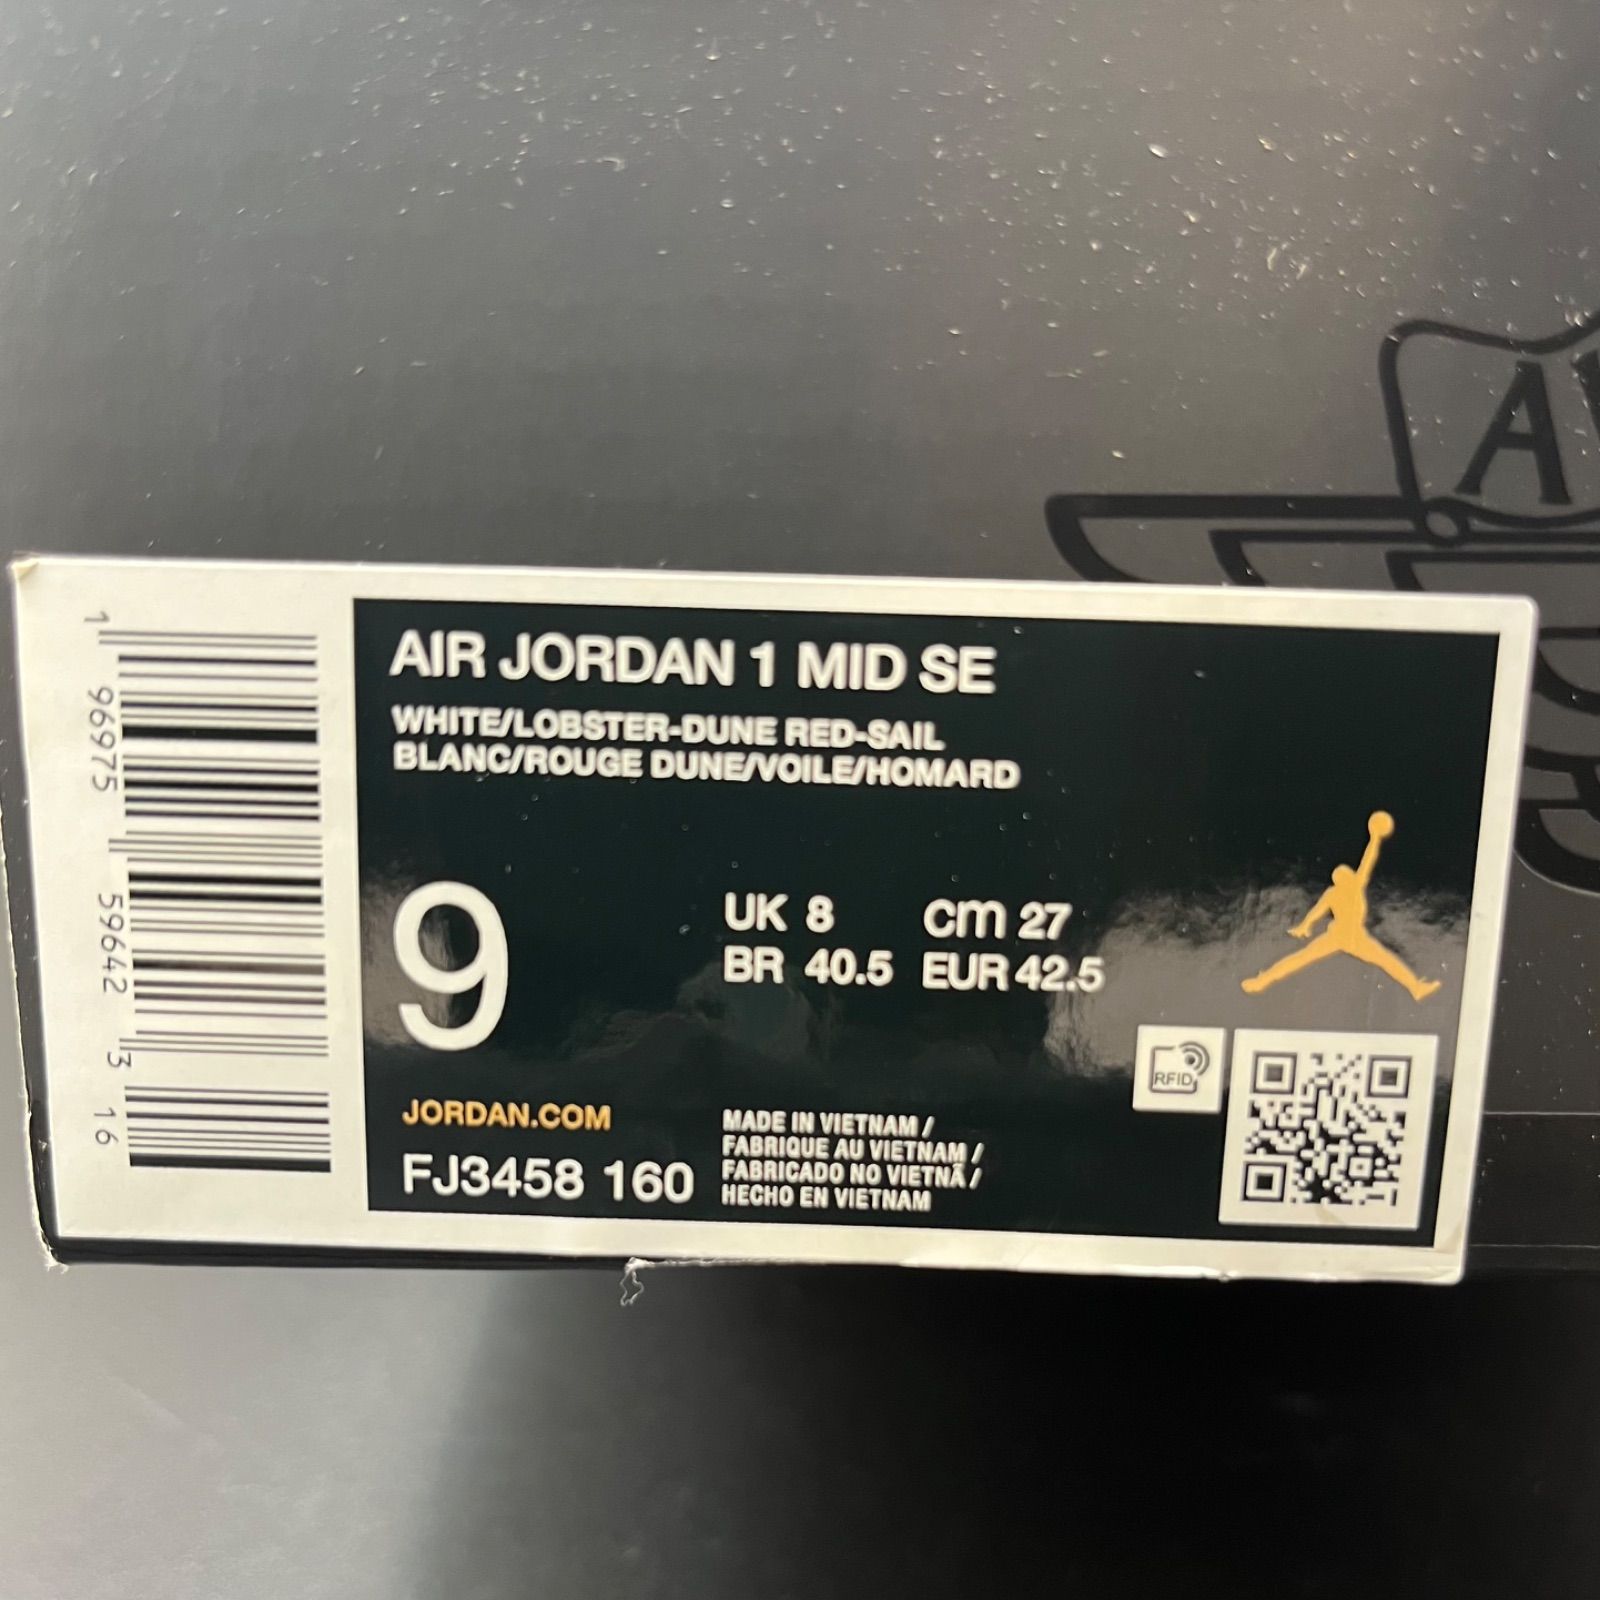 A
1 96975 59642 3 16
AIR JORDAN 1 MID SE
WHITE/LOBSTER-DUNE RED-SAIL
BLANC/ROUGE DUNE/VOILE/HOMARD
9
UK 8 cm 27
BR 40.5 EUR 42.5
RFID
JORDAN.COM
FJ3458 160
MADE IN VIETNAM /
FABRIQUE AU VIETNAM /
FABRICADO NO VIETNÃ /
HECHO EN VIETNAM